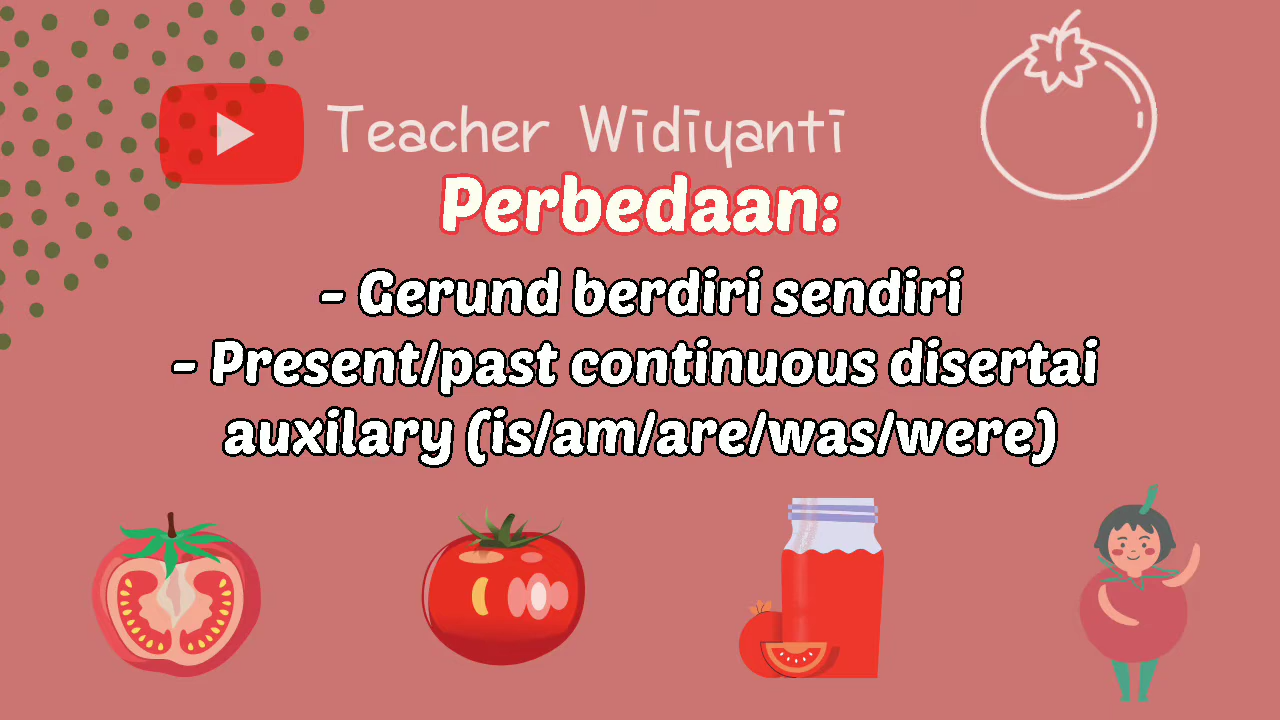 Teacher Widiyanti
Perbedaan:
- Gerund berdiri sendiri
- Present/past continuous disertai
auxilary (is/am/are/was/were)